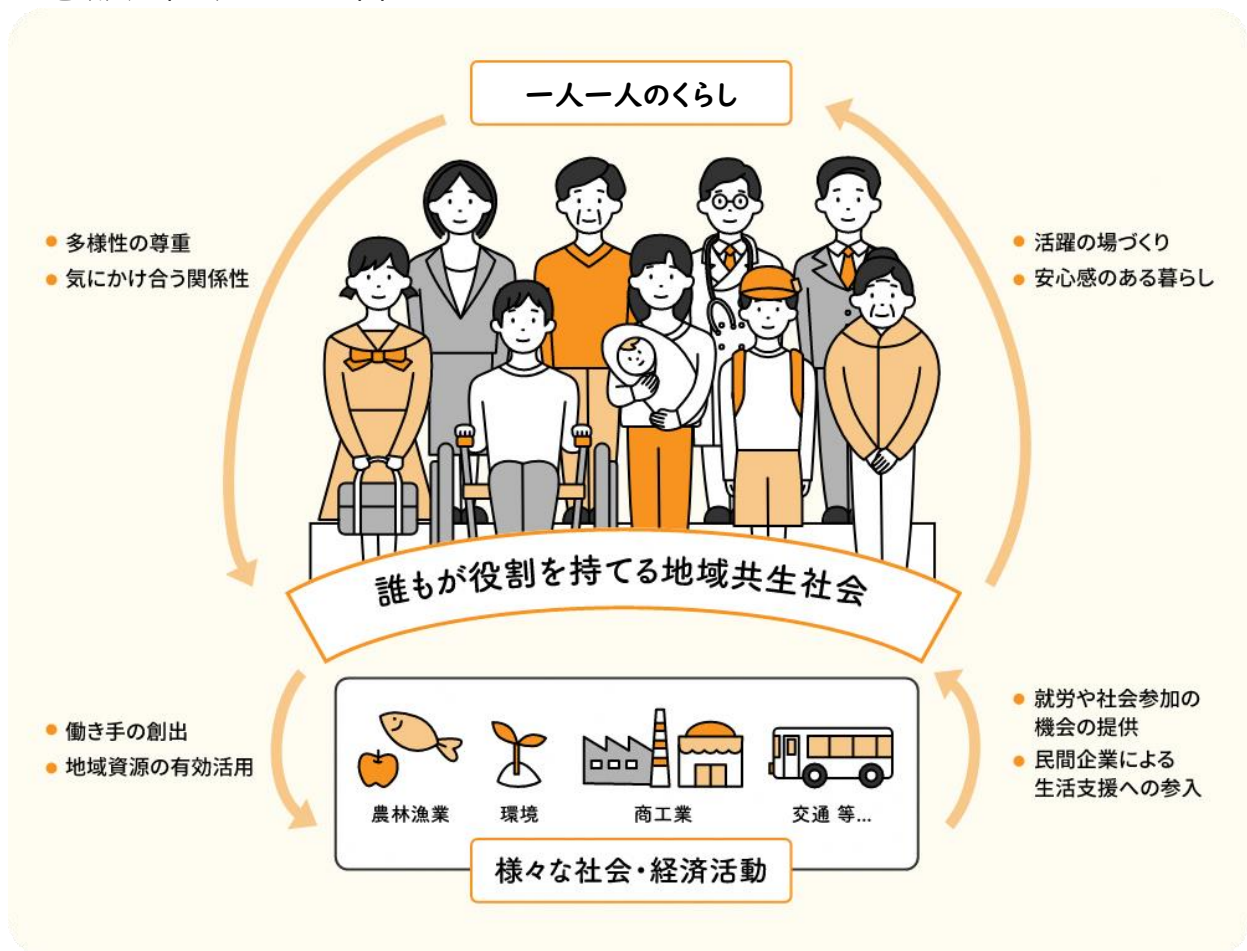 一人一人のくらし
● 多様性の尊重
● 気にかけ合う関係性
● 活躍の場づくり
● 安心感のある暮らし
誰もが役割を持てる地域共生社会
● 働き手の創出
● 地域資源の有効活用
● 就労や社会参加の
機会の提供
● 民間企業による
生活支援への参入
農林漁業
環境
商工業
交通 等...
様々な社会・経済活動